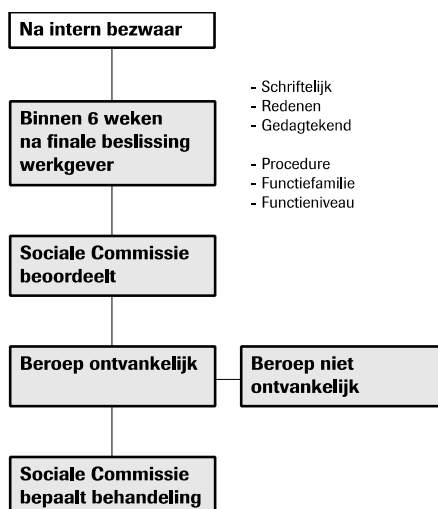 Na intern bezwaar
Binnen 6 weken
na finale beslissing
werkgever
- Schriftelijk
- Redenen
- Gedagtekend
- Procedure
- Functiefamilie
- Functieniveau
Sociale Commissie
beoordeelt
Beroep ontvankelijk
Beroep niet
ontvankelijk
Sociale Commissie
bepaalt behandeling